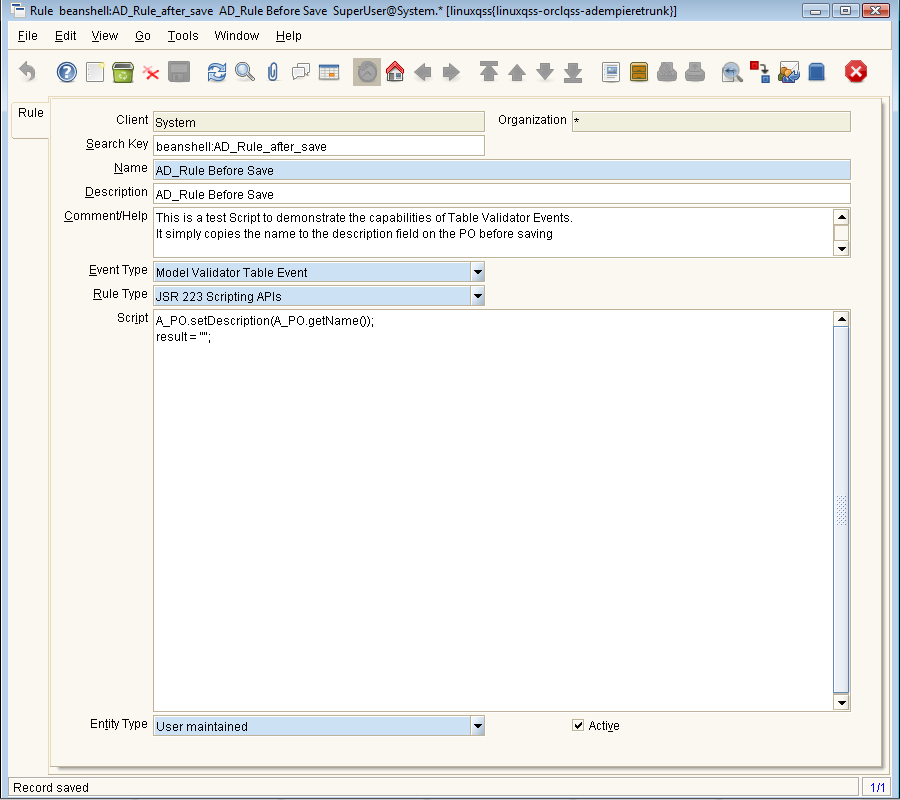 Rule beanshell:AD_Rule_after_save AD_Rule Before Save SuperUser@System.* [linuxqss{linuxqss-orclqss-adempieretrunk}]
File Edit View Go Tools Window Help
Rule
Client System Organization *
Search Key beanshell:AD_Rule_after_save
Name AD_Rule Before Save
Description AD_Rule Before Save
Comment/Help This is a test Script to demonstrate the capabilities of Table Validator Events.
It simply copies the name to the description field on the PO before saving
Event Type Model Validator Table Event
Rule Type JSR 223 Scripting APIs
Script A_PO.setDescription(A_PO.getName());
result = "";
Entity Type User maintained Active
Record saved 1/1